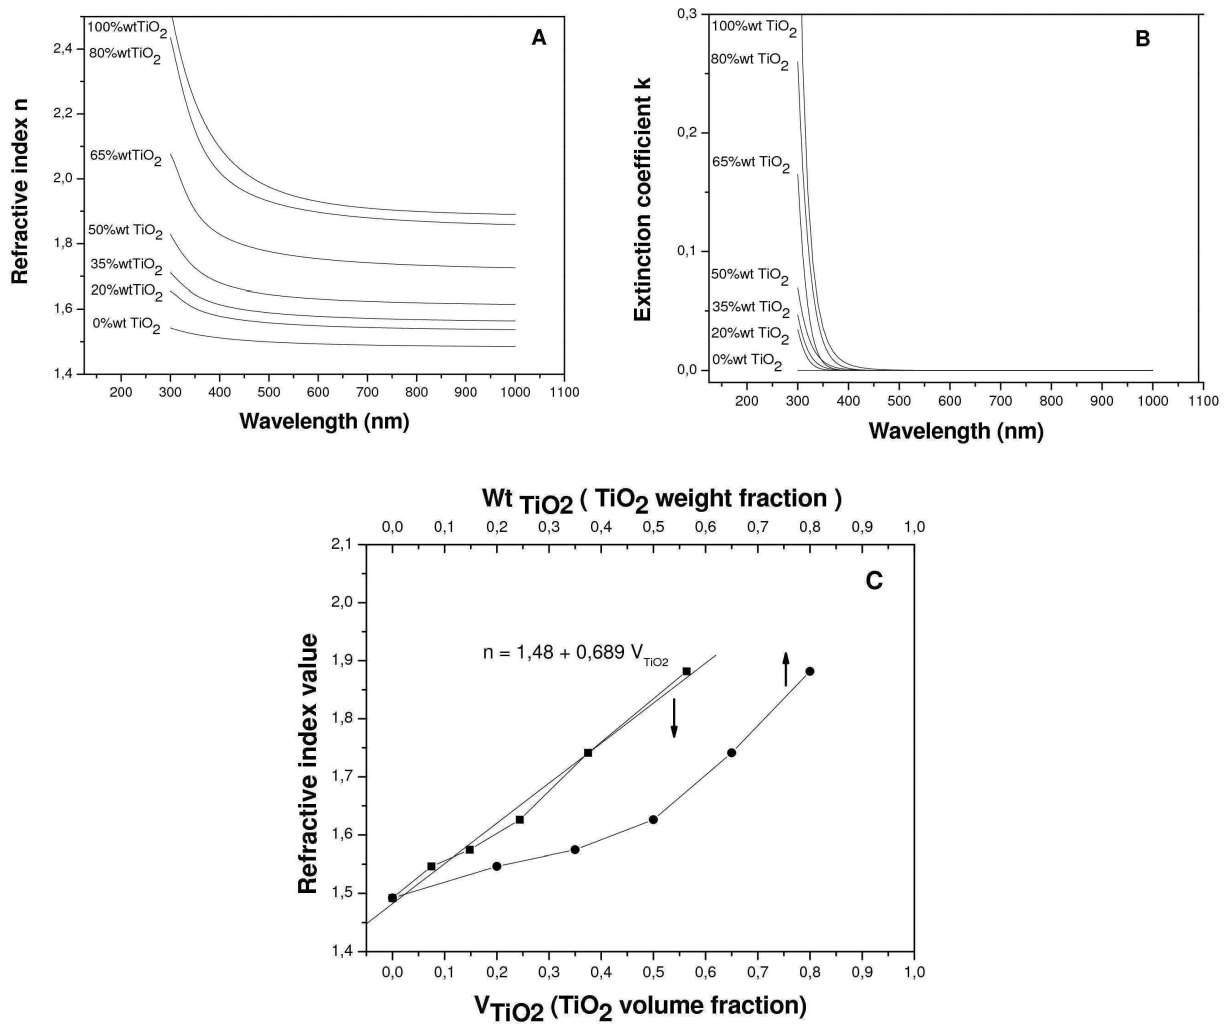 A
100%wtTiO2
80%wtTiO2
65%wtTiO2
50%wt TiO2
35%wtTiO2
20%wtTiO2
0%wt TiO2
2,4
2,2
2,0
1,8
1,6
1,4
Refractive index n
200 300 400 500 600 700 800 900 1000 1100
Wavelength (nm)
B
100%wt TiO2
80%wt TiO2
65%wt TiO2
50%wt TiO2
35%wt TiO2
20%wt TiO2
0%wt TiO2
0,3
0,2
0,1
0,0
Extinction coefficient k
200 300 400 500 600 700 800 900 1000 1100
Wavelength (nm)
Wt TiO2 ( TiO2 weight fraction )
0,0 0,1 0,2 0,3 0,4 0,5 0,6 0,7 0,8 0,9 1,0
C
n = 1,48 + 0,689 VTiO2
2,1
2,0
1,9
1,8
1,7
1,6
1,5
1,4
Refractive index value
0,0 0,1 0,2 0,3 0,4 0,5 0,6 0,7 0,8 0,9 1,0
VTiO2 (TiO2 volume fraction)